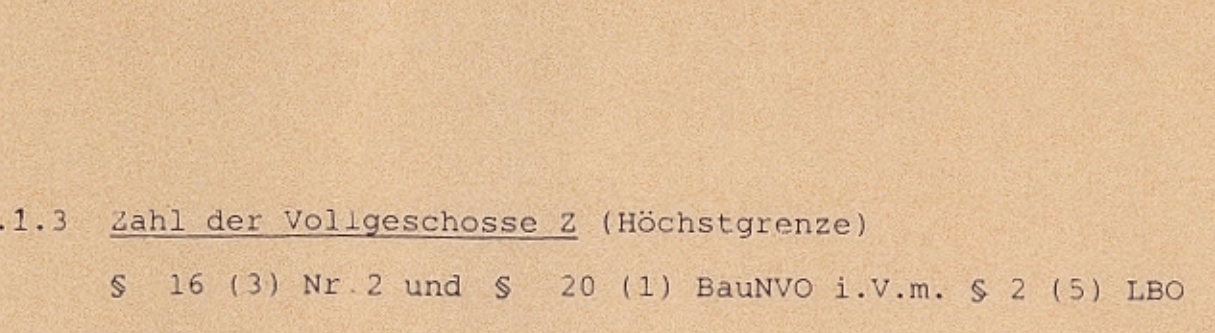 .1.3 Zahl der Vollgeschosse Z (Höchstgrenze)
§ 16 (3) Nr.2 und § 20 (1) BauNVO i.V.m. § 2 (5) LBO